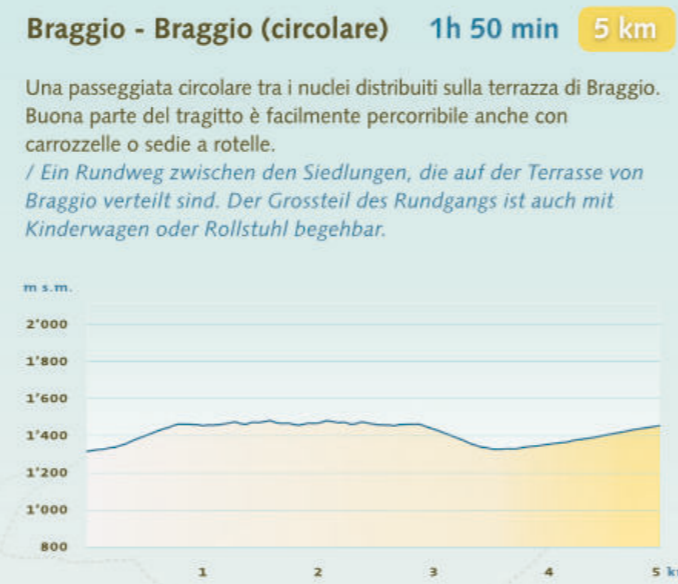 Braggio - Braggio (circolare) 1h 50 min 5 km
Una passeggiata circolare tra i nuclei distribuiti sulla terrazza di Braggio.
Buona parte del tragitto è facilmente percorribile anche con
carrozzelle o sedie a rotelle.
/ Ein Rundweg zwischen den Siedlungen, die auf der Terrasse von
Braggio verteilt sind. Der Grossteil des Rundgangs ist auch mit
Kinderwagen oder Rollstuhl begehbar.
m s.m.
2'000
1'800
1'600
1'400
1'200
1'000
800
1 2 3 4 5